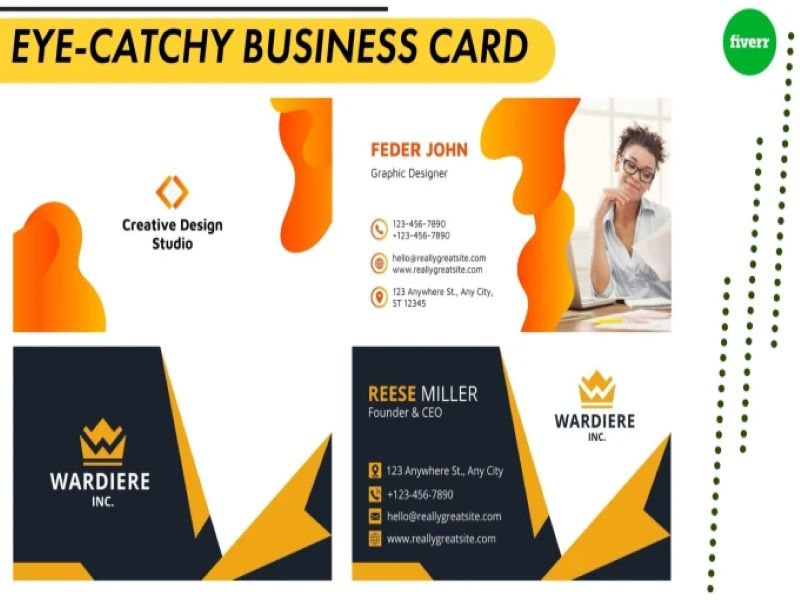 EYE-CATCHY BUSINESS CARD
fiverr
Creative Design
Studio
FEDER JOHN
Graphic Designer
123-456-7890
+123-456-7890
hello@reallygreatsite.com
www.reallygreatsite.com
123 Anywhere St., Any City,
ST 12345
WARDIERE
INC.
REESE MILLER
Founder & CEO
WARDIERE
INC.
123 Anywhere St., Any City
+123-456-7890
hello@reallygreatsite.com
www.reallygreatsite.com